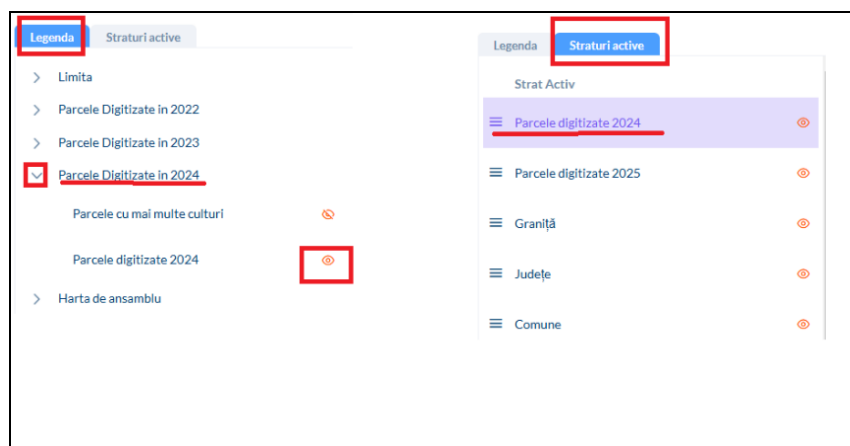 Legenda
Straturi active
Limita
Parcele Digitizate in 2022
Parcele Digitizate in 2023
Parcele Digitizate in 2024
Parcele cu mai multe culturi
Parcele digitizate 2024
Harta de ansamblu
Legenda
Straturi active
Strat Activ
Parcele digitizate 2024
Parcele digitizate 2025
Graniță
Județe
Comune